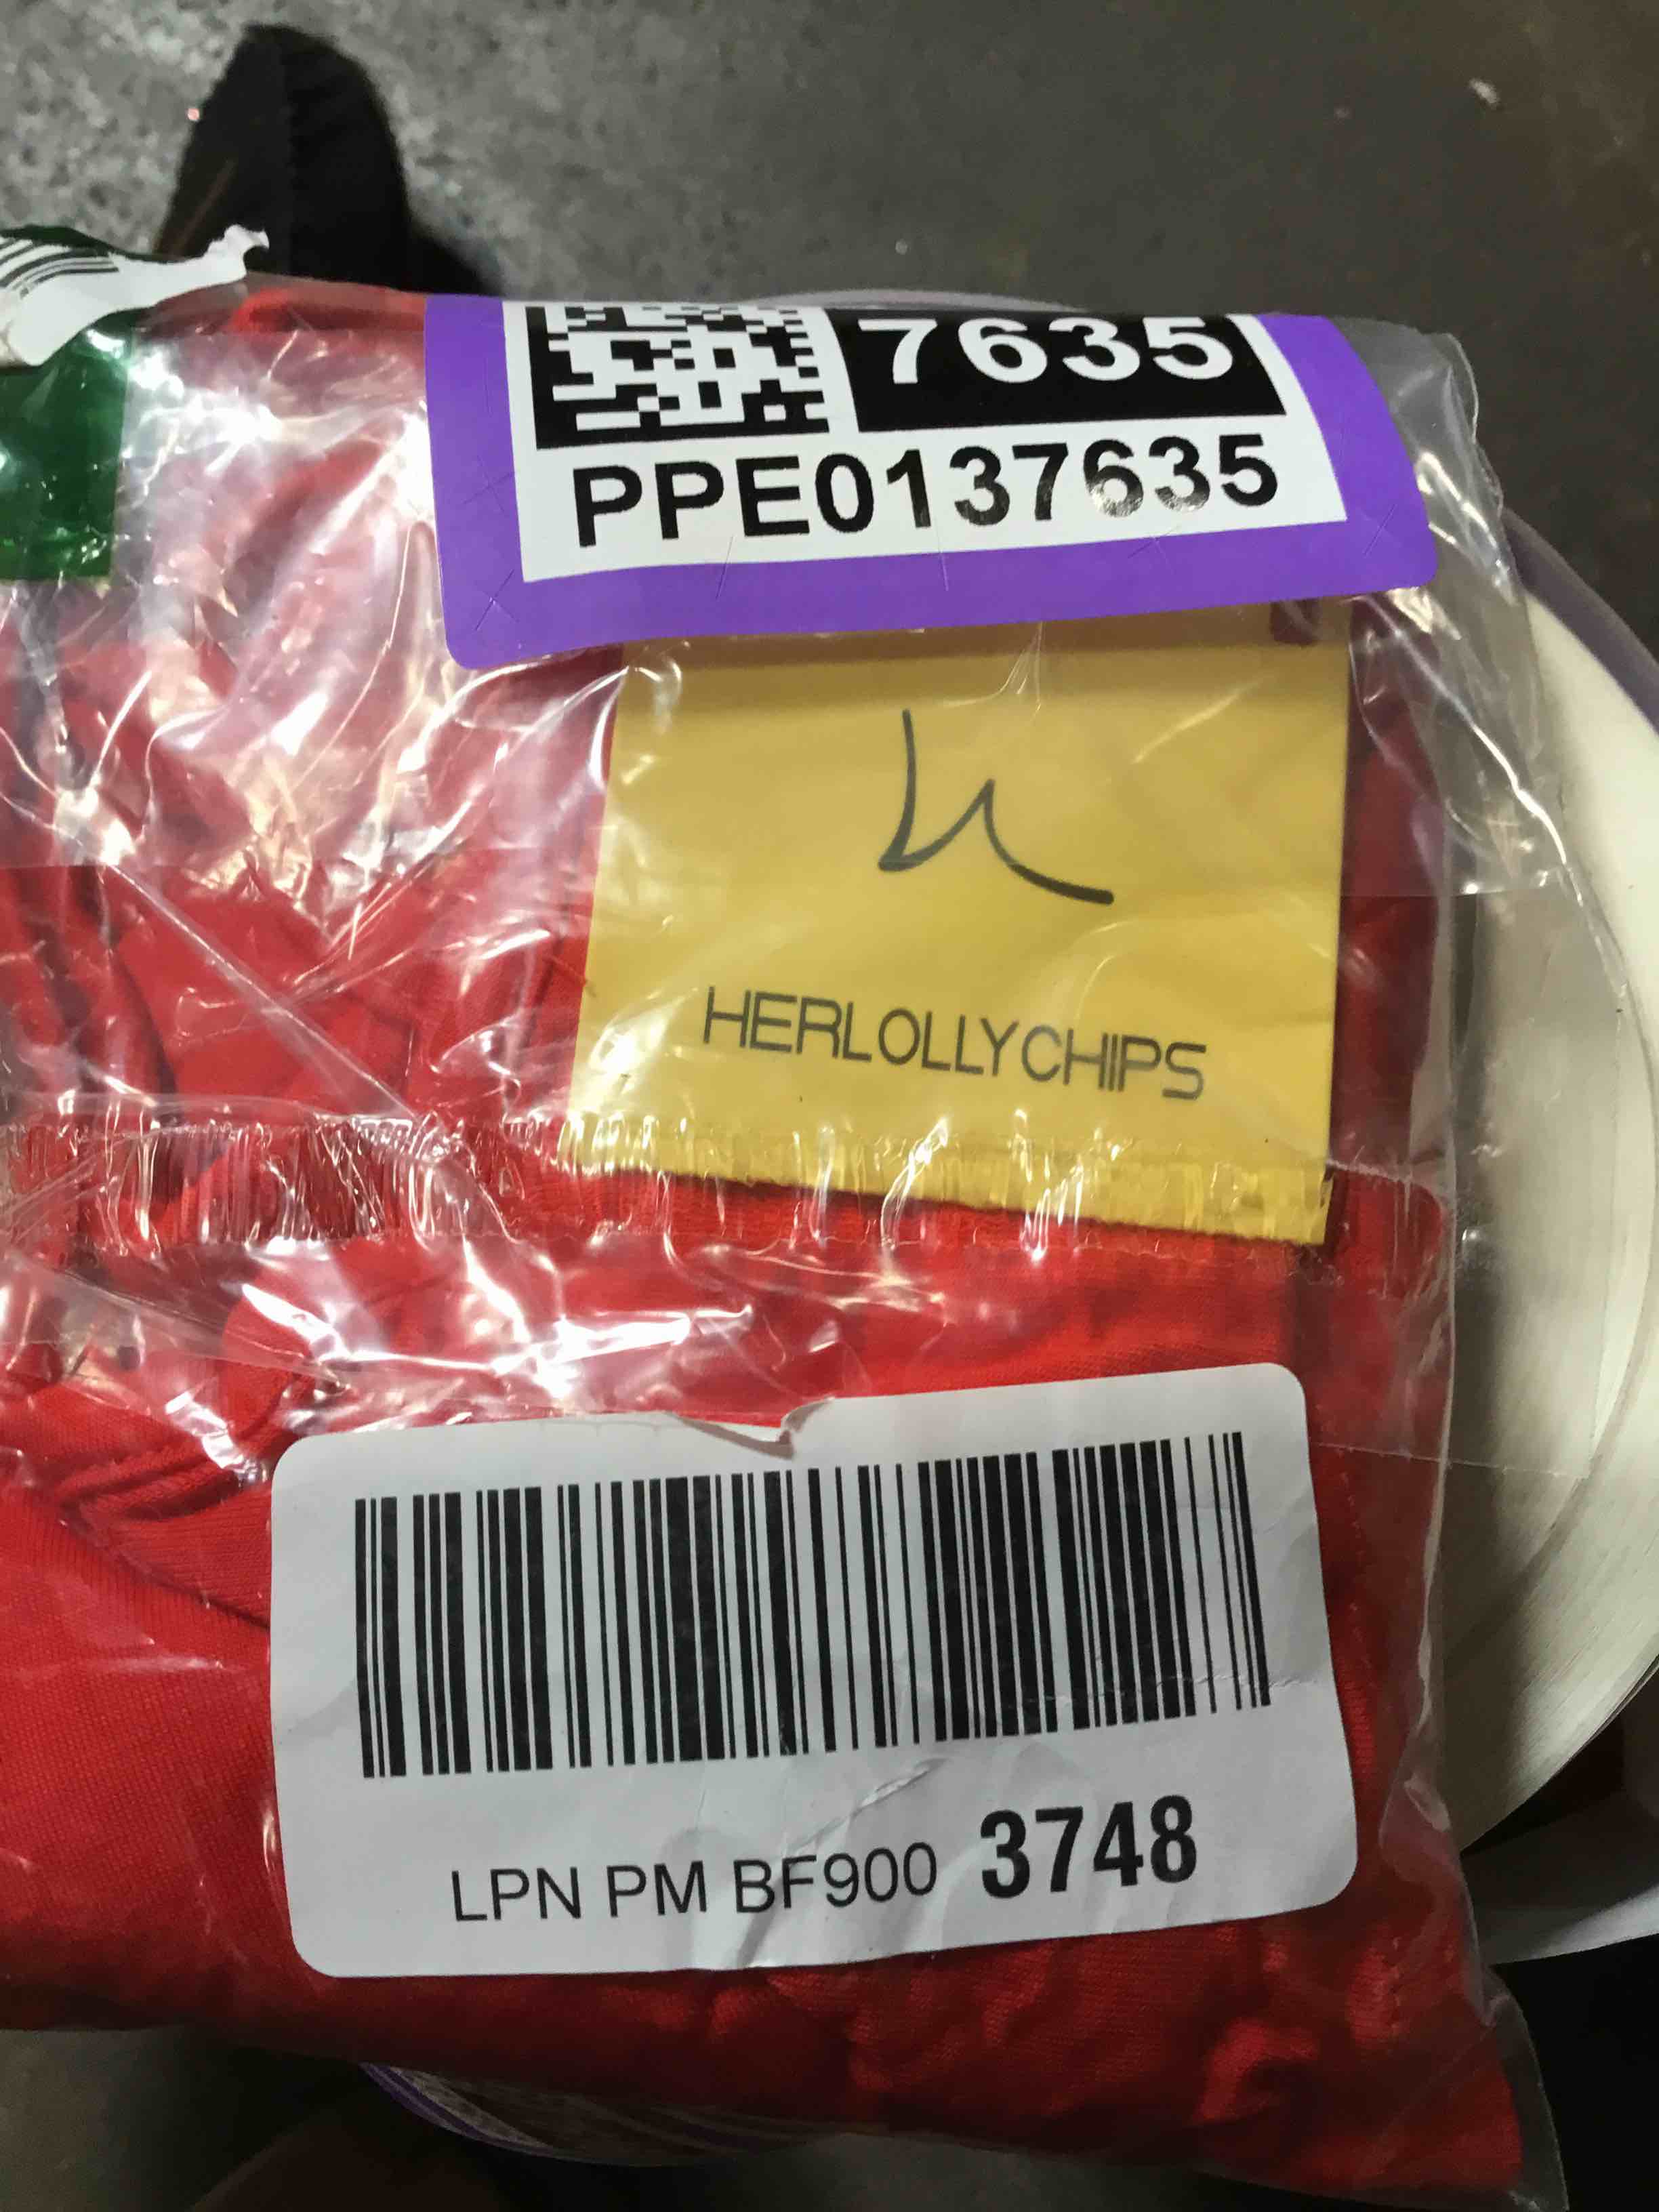 7635
PPE0137635
HERLOLLYCHIPS
LPN PM BF900 3748